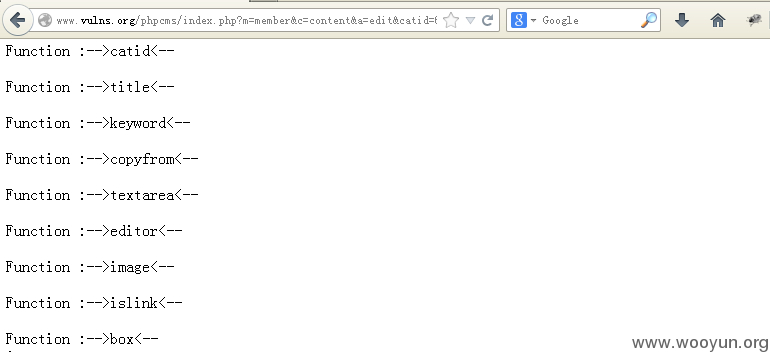 www.vulns.org/phpcms/index.php?m=member&c=content&a=edit&catid=6
Google
Function :-->catid<--
Function :-->title<--
Function :-->keyword<--
Function :-->copyfrom<--
Function :-->textarea<--
Function :-->editor<--
Function :-->image<--
Function :-->islink<--
Function :-->box<--
www.wooyun.org